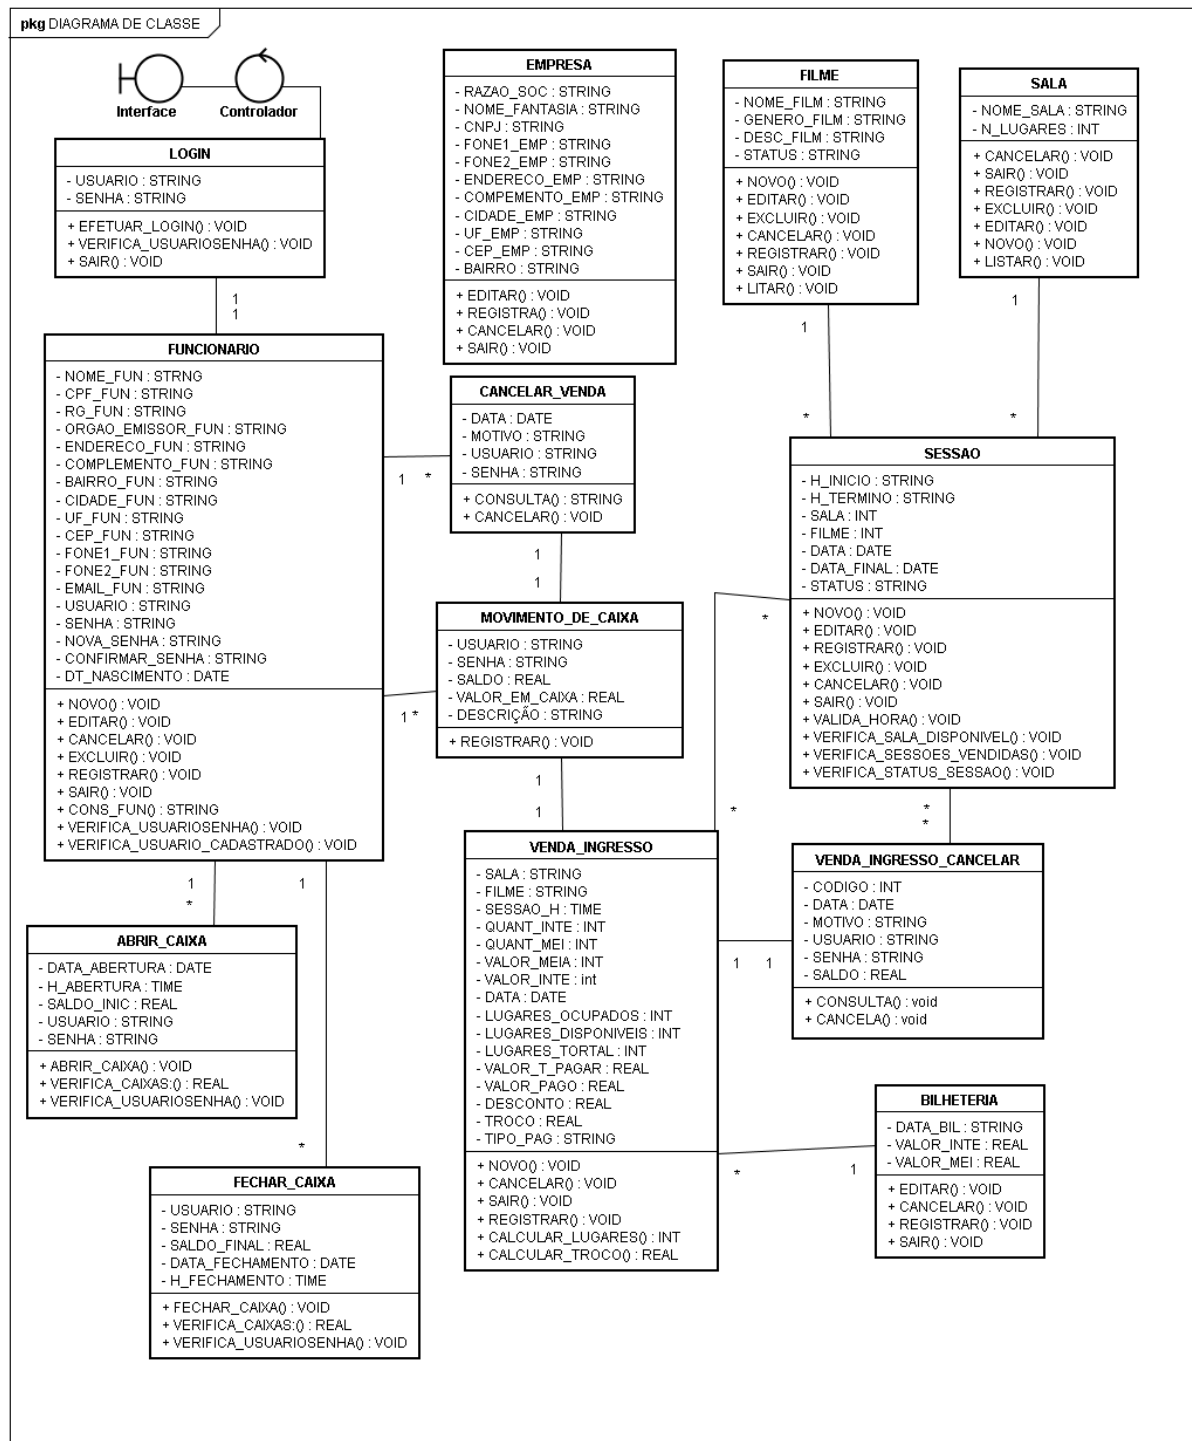 pkg DIAGRAMA DE CLASSE
Interface
Controlador
LOGIN
- USUARIO : STRING
- SENHA : STRING
+ EFETUAR_LOGIN() : VOID
+ VERIFICA_USUARIOSENHA() : VOID
+ SAIR() : VOID
1
1
EMPRESA
- RAZAO_SOC : STRING
- NOME_FANTASIA : STRING
- CNPJ : STRING
- FONE1_EMP : STRING
- FONE2_EMP : STRING
- ENDERECO_EMP : STRING
- COMPEMENTO_EMP : STRING
- CIDADE_EMP : STRING
- UF_EMP : STRING
- CEP_EMP : STRING
- BAIRRO : STRING
+ EDITAR() : VOID
+ REGISTRA() : VOID
+ CANCELAR() : VOID
+ SAIR() : VOID
FILME
- NOME_FILM : STRING
- GENERO_FILM : STRING
- DESC_FILM : STRING
- STATUS : STRING
+ NOVO() : VOID
+ EDITAR() : VOID
+ EXCLUIR() : VOID
+ CANCELAR() : VOID
+ REGISTRAR() : VOID
+ SAIR() : VOID
+ LITAR() : VOID
1
*
SALA
- NOME_SALA : STRING
- N_LUGARES : INT
+ CANCELAR() : VOID
+ SAIR() : VOID
+ REGISTRAR() : VOID
+ EXCLUIR() : VOID
+ EDITAR() : VOID
+ NOVO() : VOID
+ LISTAR() : VOID
1
*
FUNCIONARIO
- NOME_FUN : STRNG
- CPF_FUN : STRING
- RG_FUN : STRING
- ORGAO_EMISSOR_FUN : STRING
- ENDERECO_FUN : STRING
- COMPLEMENTO_FUN : STRING
- BAIRRO_FUN : STRING
- CIDADE_FUN : STRING
- UF_FUN : STRING
- CEP_FUN : STRING
- FONE1_FUN : STRING
- FONE2_FUN : STRING
- EMAIL_FUN : STRING
- USUARIO : STRING
- SENHA : STRING
- NOVA_SENHA : STRING
- CONFIRMAR_SENHA : STRING
- DT_NASCIMENTO : DATE
+ NOVO() : VOID
+ EDITAR() : VOID
+ CANCELAR() : VOID
+ EXCLUIR() : VOID
+ REGISTRAR() : VOID
+ SAIR() : VOID
+ CONS_FUN() : STRING
+ VERIFICA_USUARIOSENHA() : VOID
+ VERIFICA_USUARIO_CADASTRADO() : VOID
1 *
1 *
1
*
1
*
CANCELAR_VENDA
- DATA : DATE
- MOTIVO : STRING
- USUARIO : STRING
- SENHA : STRING
+ CONSULTA() : STRING
+ CANCELAR() : VOID
1
1
MOVIMENTO_DE_CAIXA
- USUARIO : STRING
- SENHA : STRING
- SALDO : REAL
- VALOR_EM_CAIXA : REAL
- DESCRIÇÃO : STRING
+ REGISTRAR() : VOID
1
1
SESSAO
- H_INICIO : STRING
- H_TERMINO : STRING
- SALA : INT
- FILME : INT
- DATA : DATE
- DATA_FINAL : DATE
- STATUS : STRING
+ NOVO() : VOID
+ EDITAR() : VOID
+ REGISTRAR() : VOID
+ EXCLUIR() : VOID
+ CANCELAR() : VOID
+ SAIR() : VOID
+ VALIDA_HORA() : VOID
+ VERIFICA_SALA_DISPONIVEL() : VOID
+ VERIFICA_SESSOES_VENDIDAS() : VOID
+ VERIFICA_STATUS_SESSAO() : VOID
*
*
*
*
ABRIR_CAIXA
- DATA_ABERTURA : DATE
- H_ABERTURA : TIME
- SALDO_INIC : REAL
- USUARIO : STRING
- SENHA : STRING
+ ABRIR_CAIXA() : VOID
+ VERIFICA_CAIXAS:() : REAL
+ VERIFICA_USUARIOSENHA() : VOID
FECHAR_CAIXA
- USUARIO : STRING
- SENHA : STRING
- SALDO_FINAL : REAL
- DATA_FECHAMENTO : DATE
- H_FECHAMENTO : TIME
+ FECHAR_CAIXA() : VOID
+ VERIFICA_CAIXAS:() : REAL
+ VERIFICA_USUARIOSENHA() : VOID
VENDA_INGRESSO
- SALA : STRING
- FILME : STRING
- SESSAO_H : TIME
- QUANT_INTE : INT
- QUANT_MEI : INT
- VALOR_MEIA : INT
- VALOR_INTE : int
- DATA : DATE
- LUGARES_OCUPADOS : INT
- LUGARES_DISPONIVEIS : INT
- LUGARES_TORTAL : INT
- VALOR_T_PAGAR : REAL
- VALOR_PAGO : REAL
- DESCONTO : REAL
- TROCO : REAL
- TIPO_PAG : STRING
+ NOVO() : VOID
+ CANCELAR() : VOID
+ SAIR() : VOID
+ REGISTRAR() : VOID
+ CALCULAR_LUGARES() : INT
+ CALCULAR_TROCO() : REAL
1 1
* 1
VENDA_INGRESSO_CANCELAR
- CODIGO : INT
- DATA : DATE
- MOTIVO : STRING
- USUARIO : STRING
- SENHA : STRING
- SALDO : REAL
+ CONSULTA() : void
+ CANCELA() : void
BILHETERIA
- DATA_BIL : STRING
- VALOR_INTE : REAL
- VALOR_MEI : REAL
+ EDITAR() : VOID
+ CANCELAR() : VOID
+ REGISTRAR() : VOID
+ SAIR() : VOID